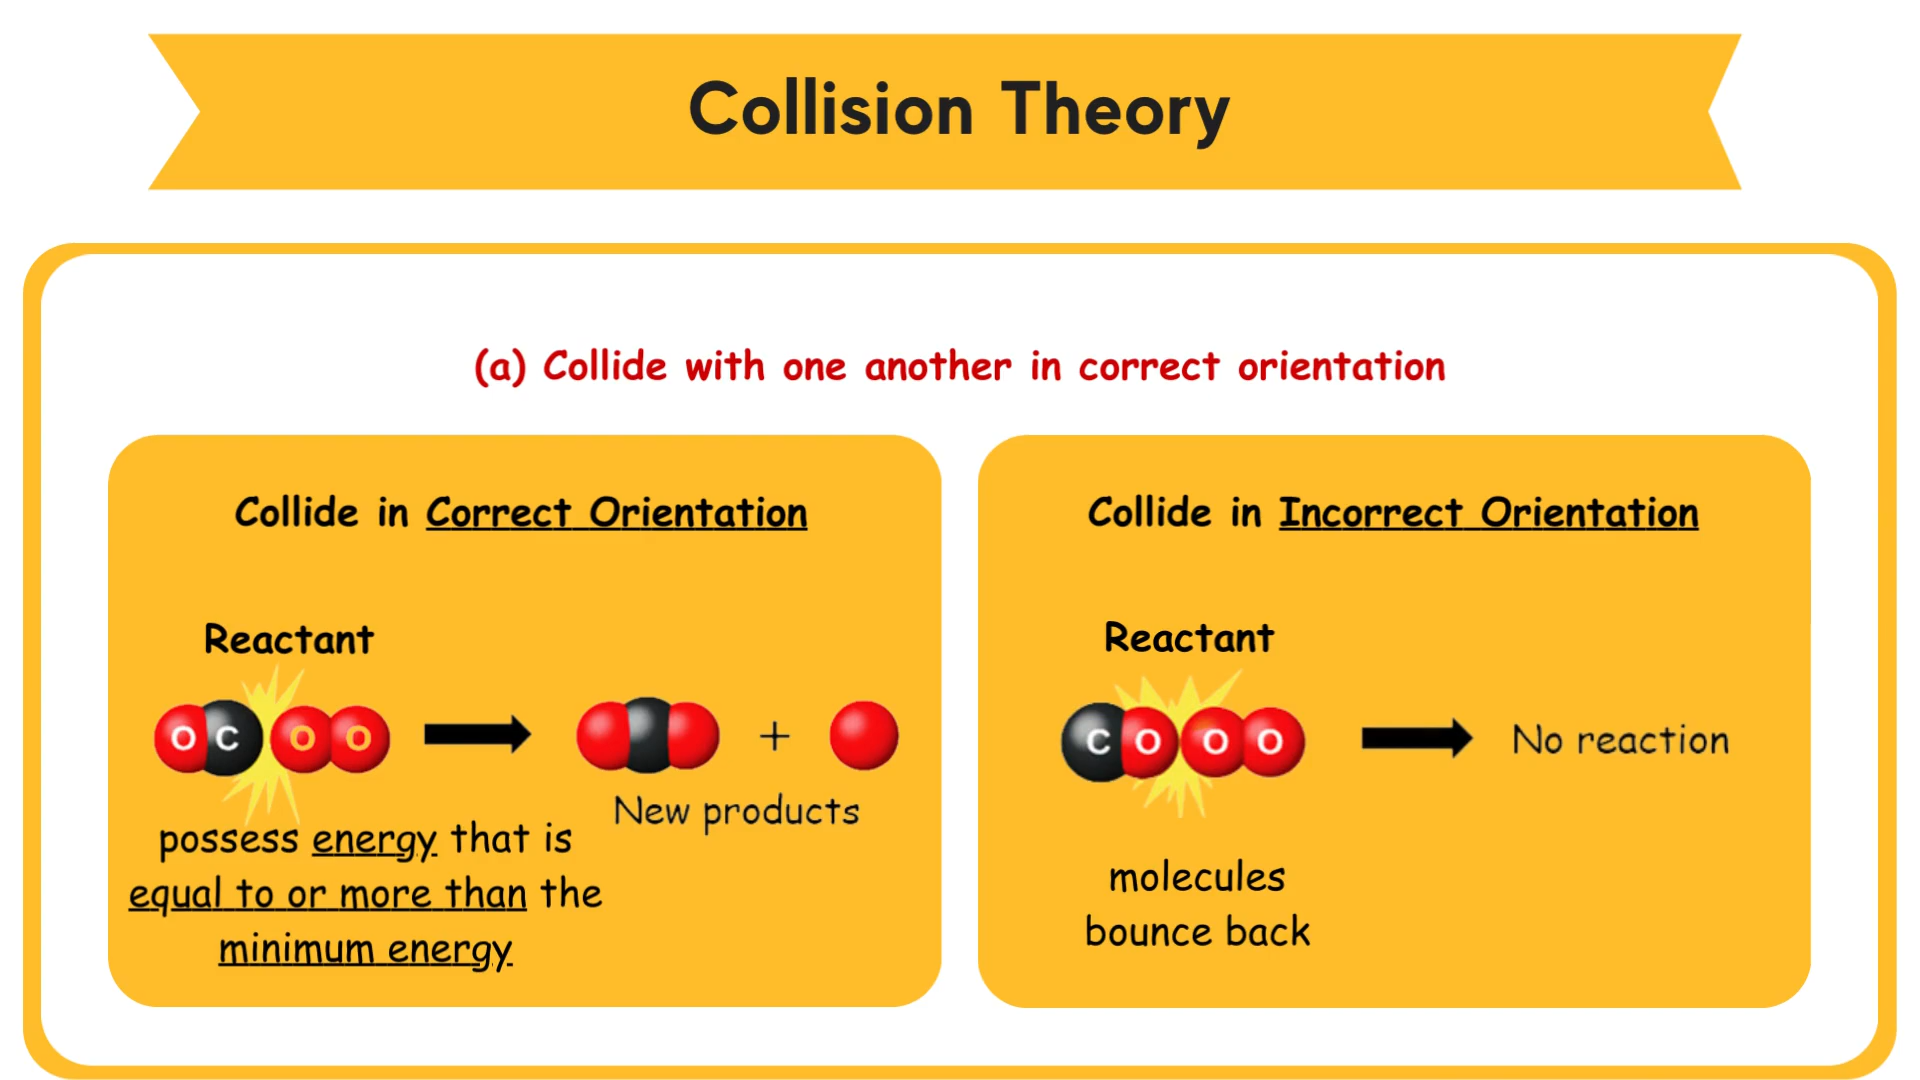 Collision Theory
(a) Collide with one another in correct orientation
Collide in Correct Orientation
Reactant
O C O O
+
New products
possess energy that is
equal to or more than the
minimum energy
Collide in Incorrect Orientation
Reactant
C O O O
No reaction
molecules
bounce back